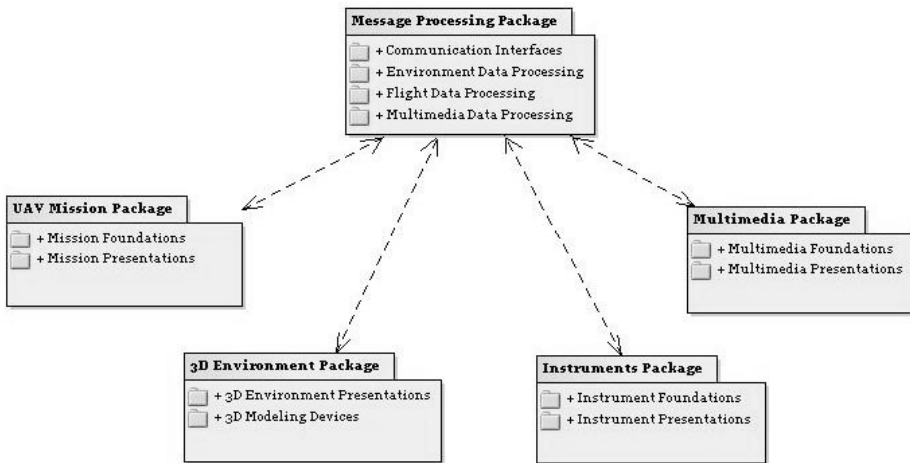 Message Processing Package
+ Communication Interfaces
+ Environment Data Processing
+ Flight Data Processing
+ Multimedia Data Processing
UAV Mission Package
+ Mission Foundations
+ Mission Presentations
Multimedia Package
+ Multimedia Foundations
+ Multimedia Presentations
3D Environment Package
+ 3D Environment Presentations
+ 3D Modeling Devices
Instruments Package
+ Instrument Foundations
+ Instrument Presentations